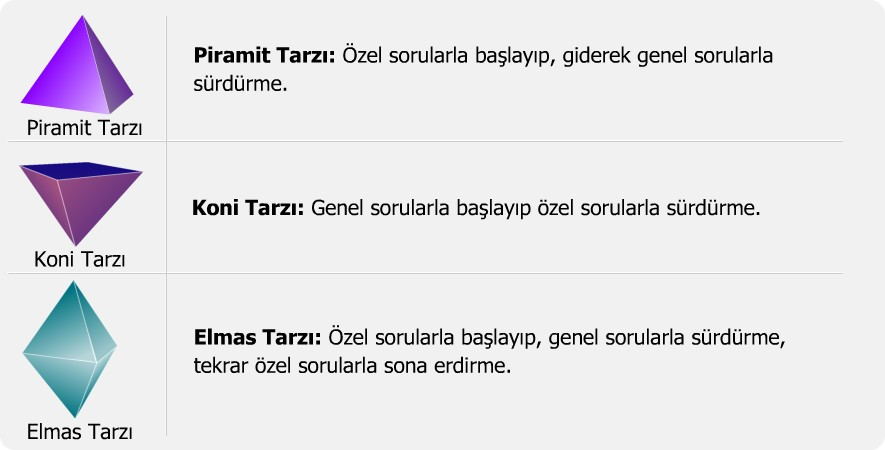 Piramit Tarzı: Özel sorularla başlayıp, giderek genel sorularla
sürdürme.
Piramit Tarzı
Koni Tarzı: Genel sorularla başlayıp özel sorularla sürdürme.
Koni Tarzı
Elmas Tarzı: Özel sorularla başlayıp, genel sorularla sürdürme,
tekrar özel sorularla sona erdirme.
Elmas Tarzı